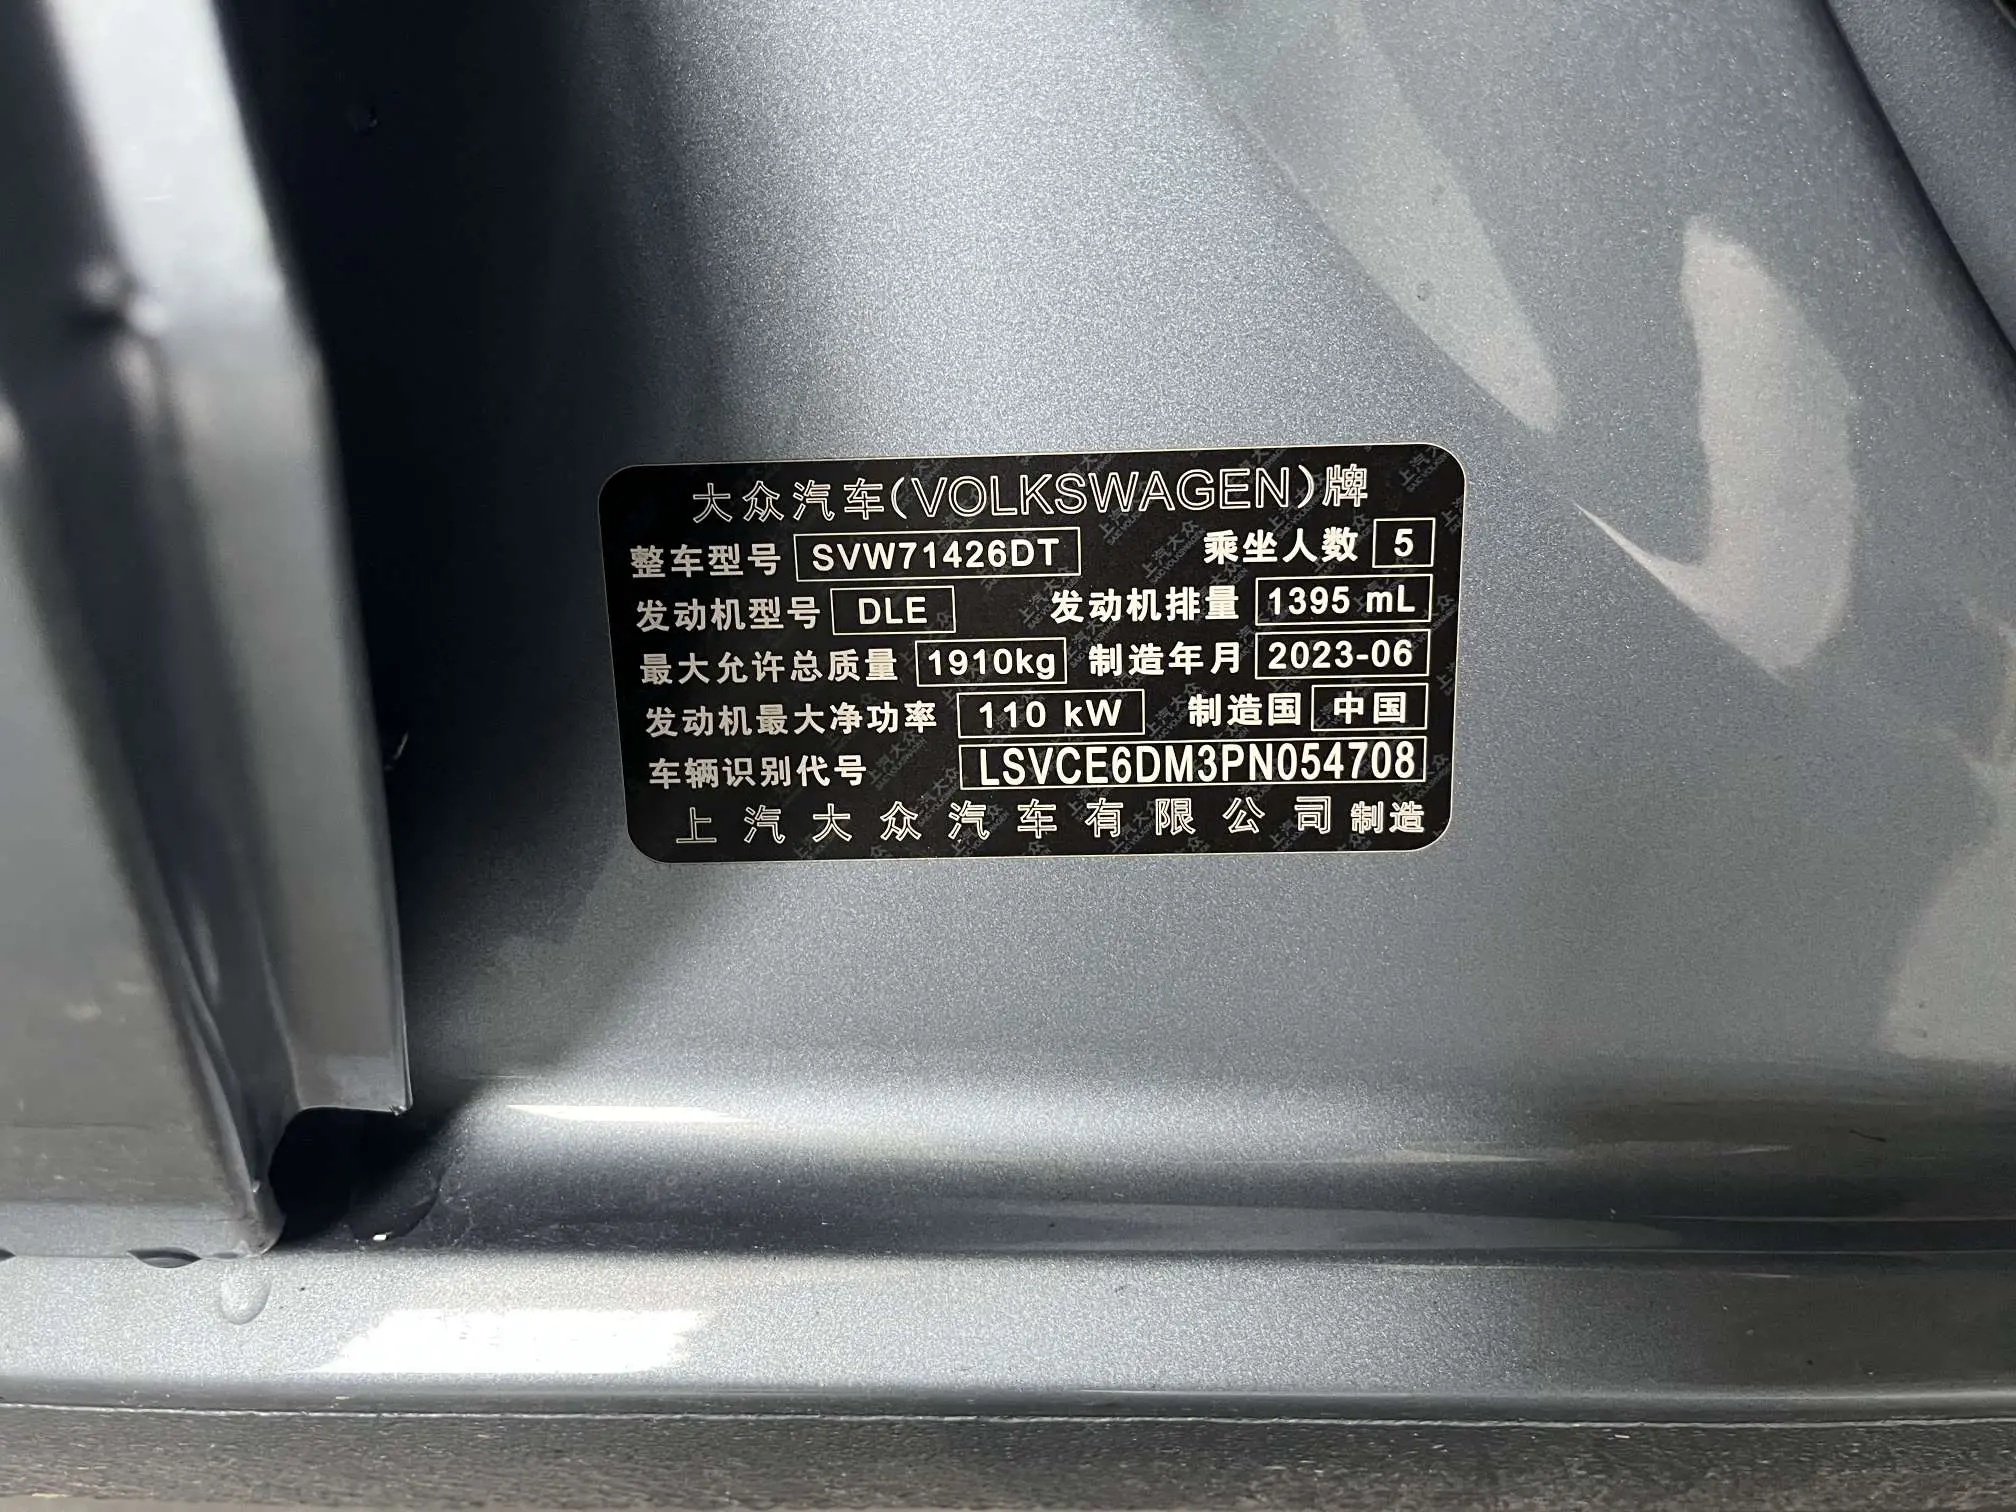 大众汽车(VOLKSWAGEN)牌
整车型号 SVW71426DT 乘坐人数 5
发动机型号 DLE 发动机排量 1395 mL
最大允许总质量 1910kg 制造年月 2023-06
发动机最大净功率 110 kW 制造国 中国
车辆识别代号 LSVCE6DM3PN054708
上汽大众汽车有限公司 制造